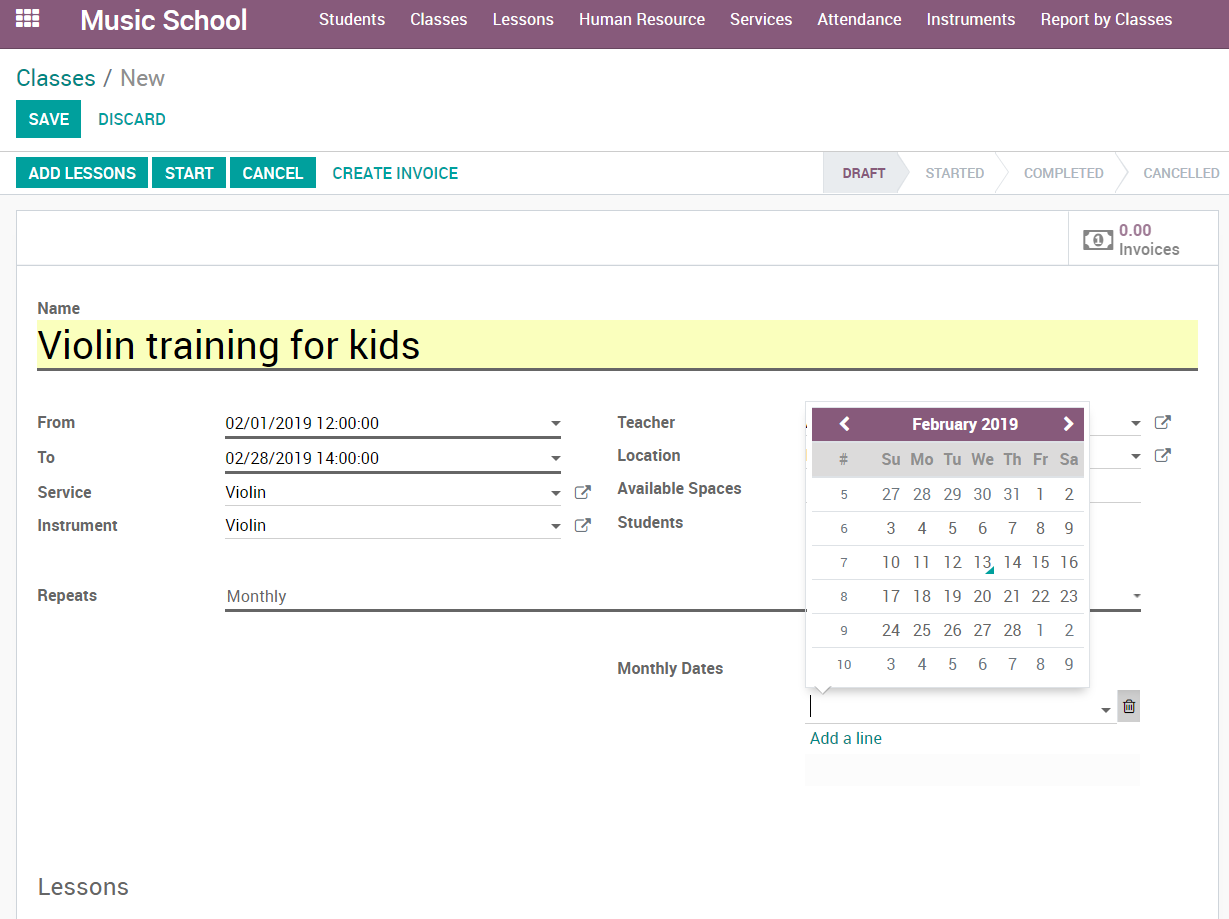 Music School Students Classes Lessons Human Resource Services Attendance Instruments Report by Classes
Classes / New
SAVE DISCARD
ADD LESSONS START CANCEL CREATE INVOICE DRAFT STARTED COMPLETED CANCELLED
0.00
Invoices
Name
Violin training for kids
From 02/01/2019 12:00:00
To 02/28/2019 14:00:00
Service Violin
Instrument Violin
Repeats Monthly
Teacher
Location
Available Spaces
Students
February 2019
# Su Mo Tu We Th Fr Sa
5 27 28 29 30 31 1 2
6 3 4 5 6 7 8 9
7 10 11 12 13 14 15 16
8 17 18 19 20 21 22 23
9 24 25 26 27 28 1 2
10 3 4 5 6 7 8 9
Monthly Dates
Add a line
Lessons